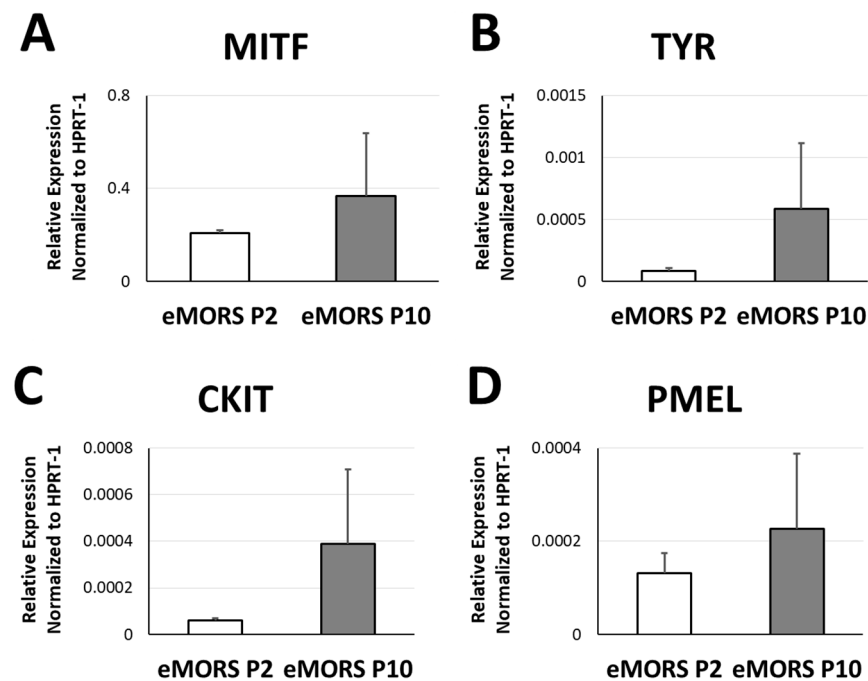 A
MITF
Relative Expression
Normalized to HPRT-1
0.8
0.4
0
eMORS P2 eMORS P10
B
TYR
Relative Expression
Normalized to HPRT-1
0.0015
0.001
0.0005
0
eMORS P2 eMORS P10
C
CKIT
Relative Expression
Normalized to HPRT-1
0.0008
0.0006
0.0004
0.0002
0
eMORS P2 eMORS P10
D
PMEL
Relative Expression
Normalized to HPRT-1
0.0004
0.0002
0
eMORS P2 eMORS P10